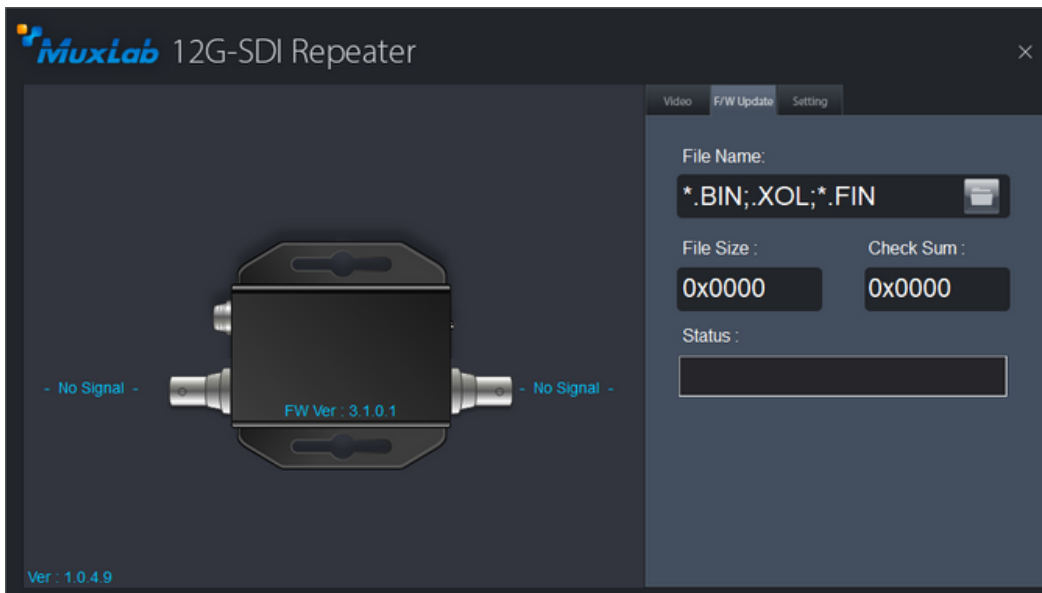 MuxLab 12G-SDI Repeater
Video F/W Update Setting
File Name:
*.BIN;.XOL;*.FIN
File Size : Check Sum :
0x0000 0x0000
Status :
- No Signal - - No Signal -
FW Ver : 3.1.0.1
Ver : 1.0.4.9